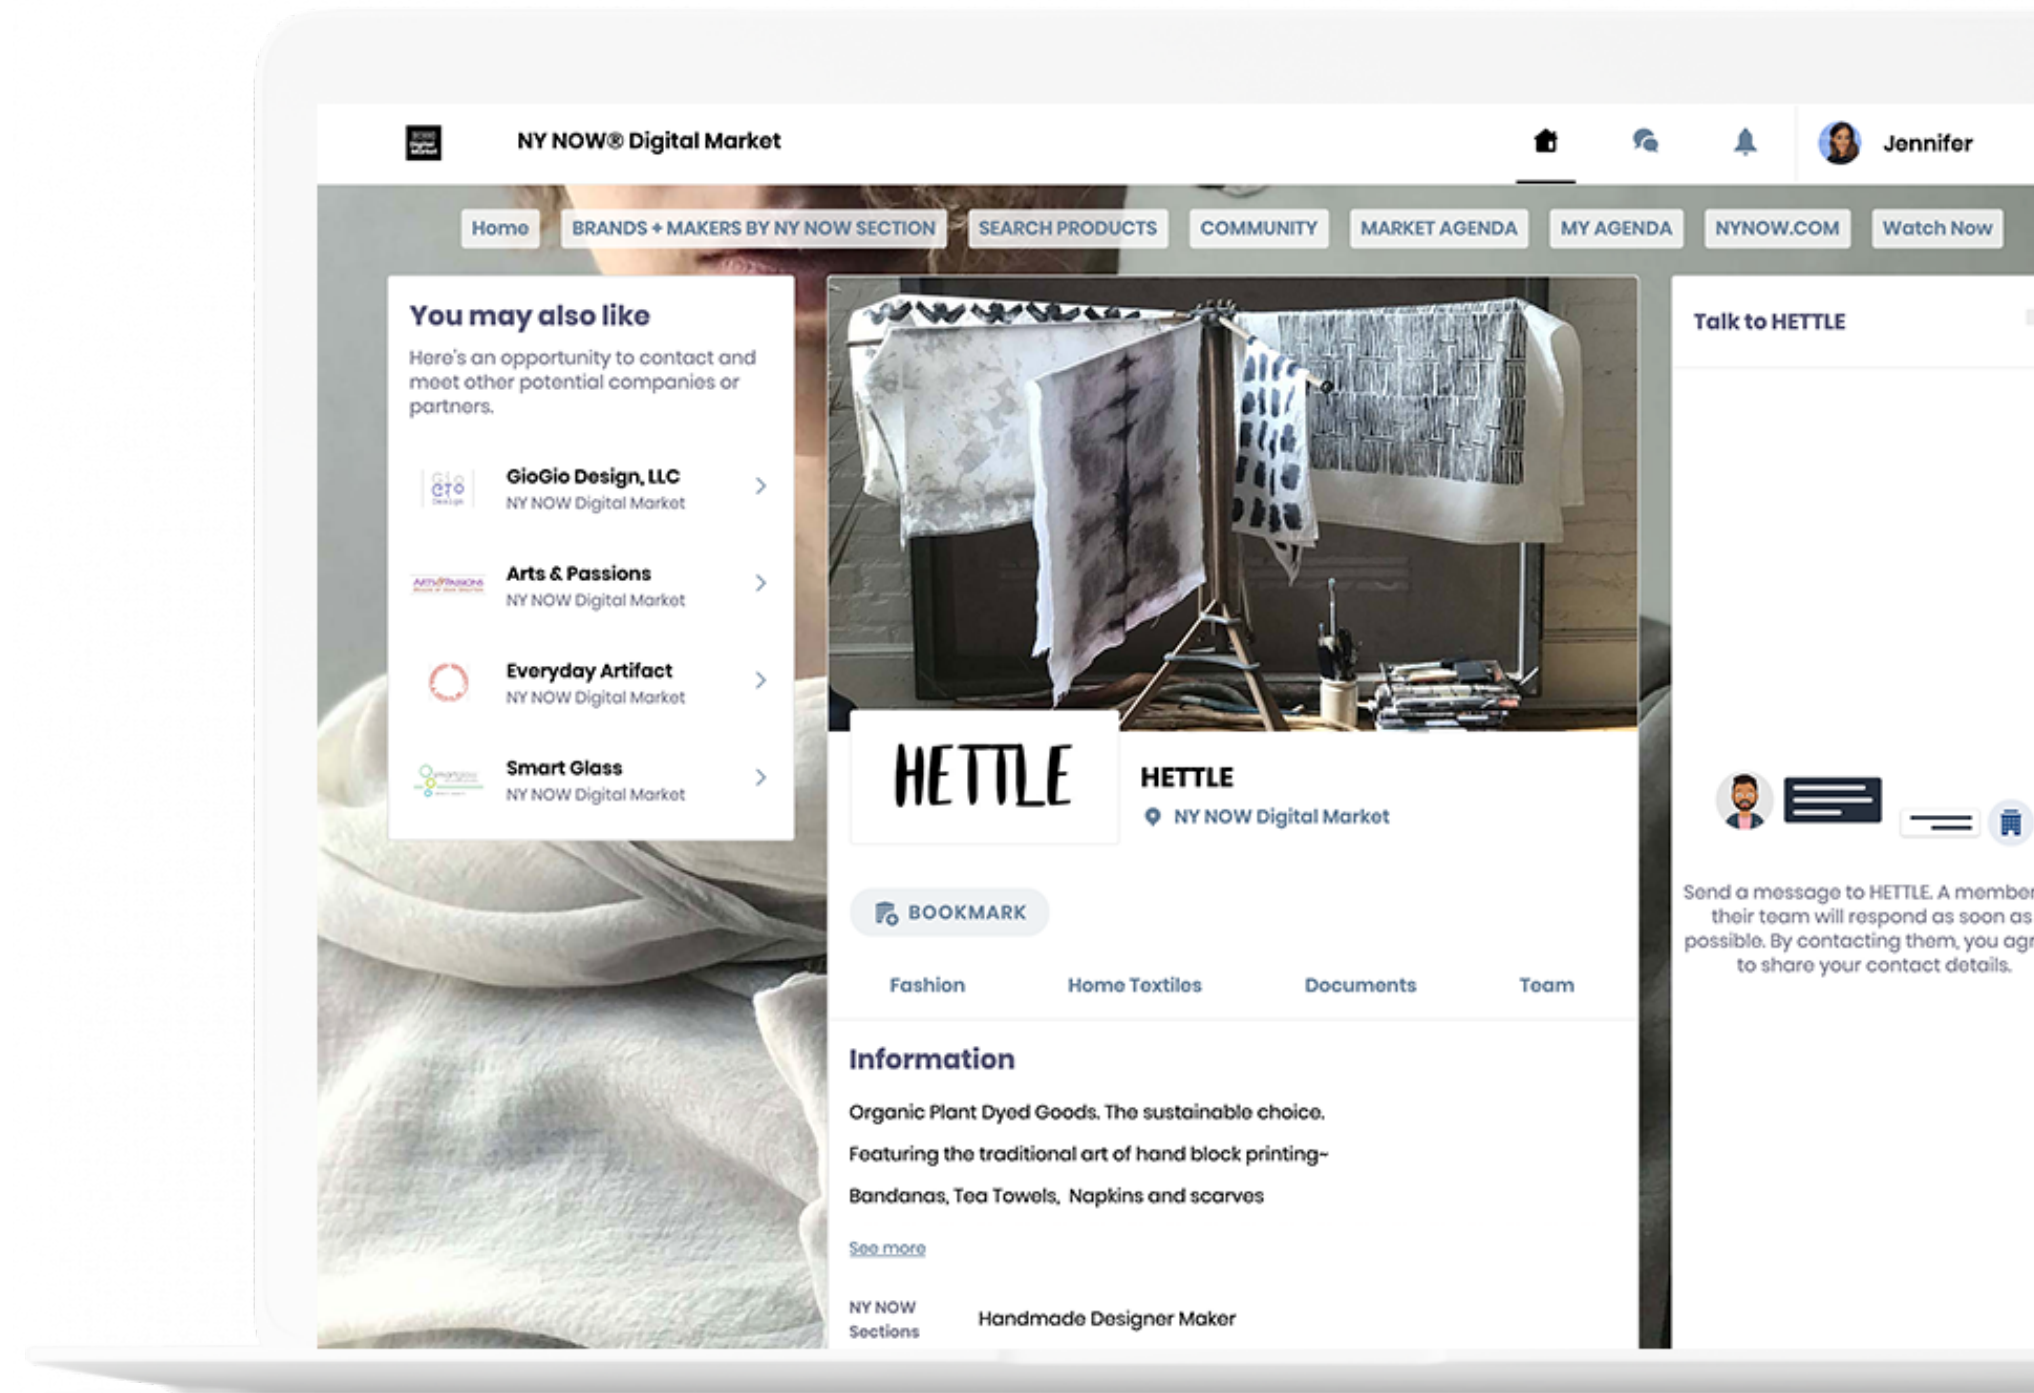 NY NOW® Digital Market
Jennifer
Home
BRANDS + MAKERS BY NY NOW SECTION
SEARCH PRODUCTS
COMMUNITY
MARKET AGENDA
MY AGENDA
NYNOW.COM
Watch Now
You may also like
Here's an opportunity to contact and
meet other potential companies or
partners.
GioGio Design, LLC
NY NOW Digital Market
Arts & Passions
NY NOW Digital Market
Everyday Artifact
NY NOW Digital Market
Smart Glass
NY NOW Digital Market
HETTLE
HETTLE
NY NOW Digital Market
BOOKMARK
Fashion
Home Textiles
Documents
Team
Information
Organic Plant Dyed Goods. The sustainable choice.
Featuring the traditional art of hand block printing~
Bandanas, Tea Towels, Napkins and scarves
See more
NY NOW
Sections
Handmade Designer Maker
Talk to HETTLE
Send a message to HETTLE. A member
their team will respond as soon as
possible. By contacting them, you agr
to share your contact details.